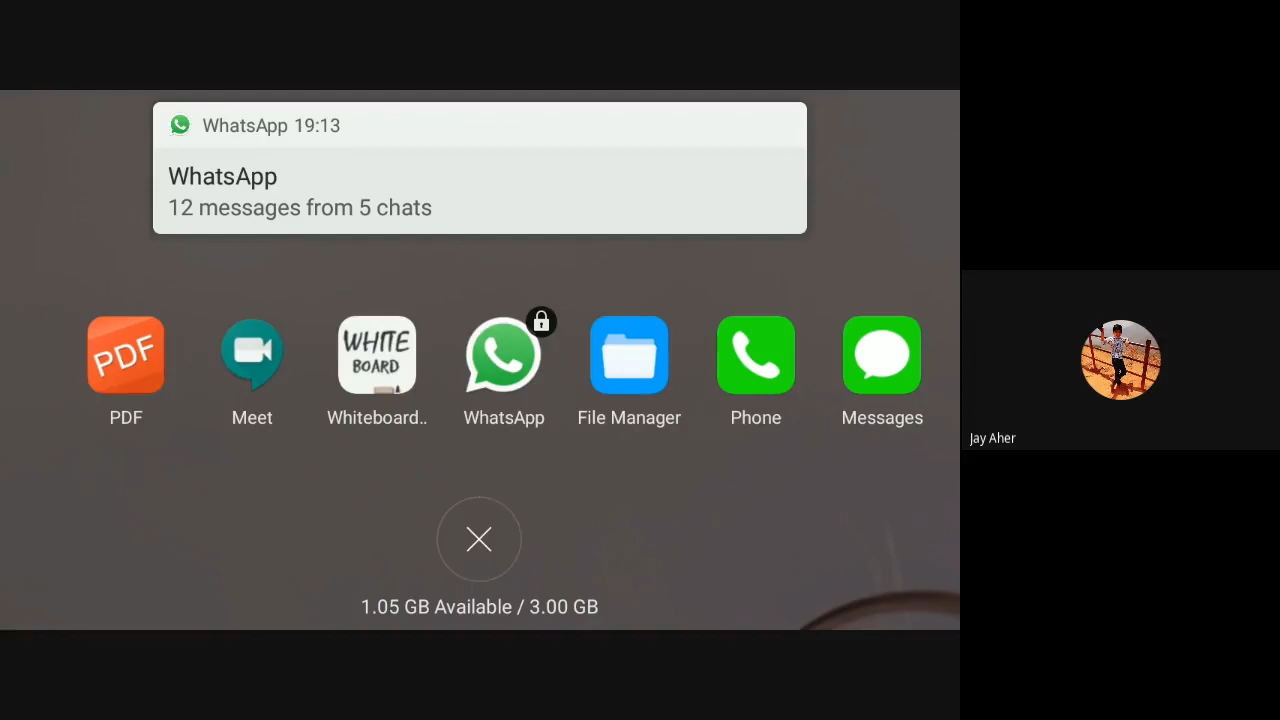 WhatsApp 19:13
WhatsApp
12 messages from 5 chats
PDF
WHITE
BOARD
PDF
Meet
Whiteboard..
WhatsApp
File Manager
Phone
Messages
1.05 GB Available / 3.00 GB
Jay Aher